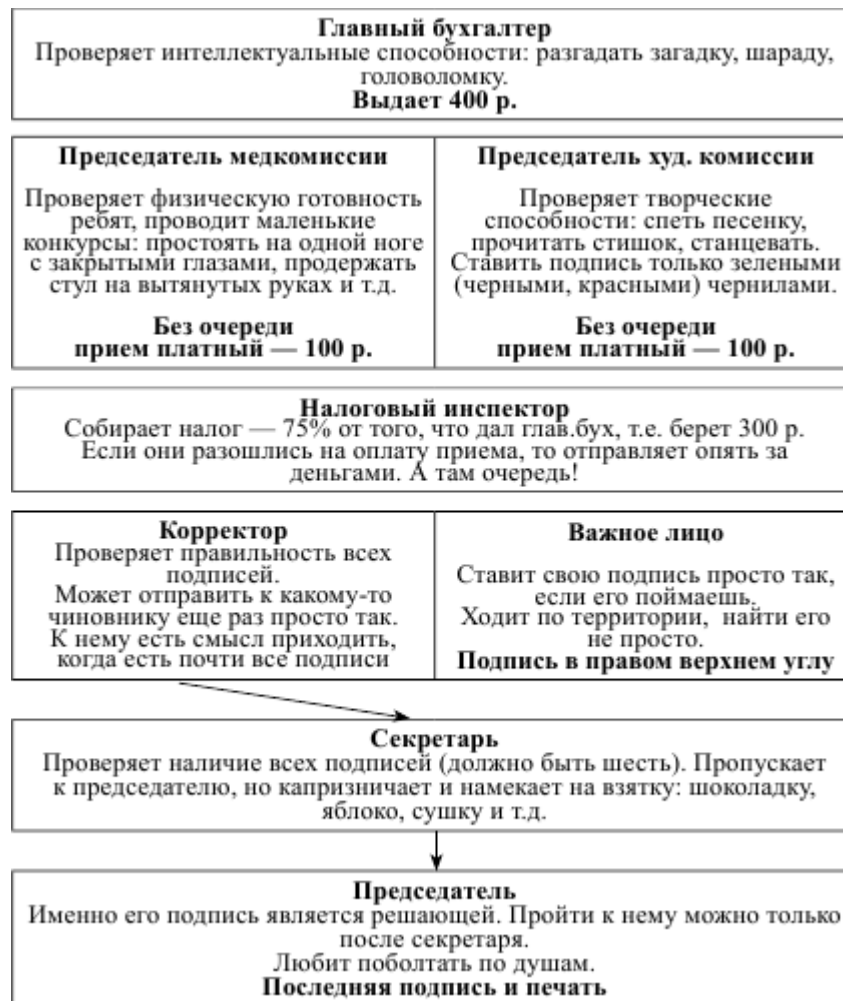 Главный бухгалтер
Проверяет интеллектуальные способности: разгадать загадку, шараду,
головоломку.
Выдает 400 р.
Председатель медкомиссии
Проверяет физическую готовность
ребят, проводит маленькие
конкурсы: простоять на одной ноге
с закрытыми глазами, продержать
стул на вытянутых руках и т.д.
Без очереди
прием платный — 100 р.
Председатель худ. комиссии
Проверяет творческие
способности: спеть песенку,
прочитать стишок, станцевать.
Ставить подпись только зелеными
(черными, красными) чернилами.
Без очереди
прием платный — 100 р.
Налоговый инспектор
Собирает налог — 75% от того, что дал глав.бух, т.е. берет 300 р.
Если они разошлись на оплату приема, то отправляет опять за
деньгами. А там очередь!
Корректор
Проверяет правильность всех
подписей.
Может отправить к какому-то
чиновнику еще раз просто так.
К нему есть смысл приходить,
когда есть почти все подписи
Важное лицо
Ставит свою подпись просто так,
если его поймаешь.
Ходит по территории, найти его
не просто.
Подпись в правом верхнем углу
Секретарь
Проверяет наличие всех подписей (должно быть шесть). Пропускает
к председателю, но капризничает и намекает на взятку: шоколадку,
яблоко, сушку и т.д.
Председатель
Именно его подпись является решающей. Пройти к нему можно только
после секретаря.
Любит поболтать по душам.
Последняя подпись и печать